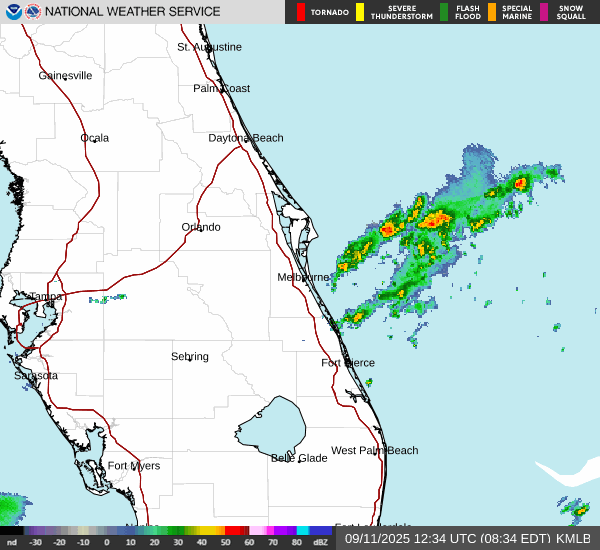 NATIONAL WEATHER SERVICE
TORNADO
SEVERE THUNDERSTORM
FLASH FLOOD
SPECIAL MARINE
SNOW SQUALL
St. Augustine
Gainesville
Palm Coast
Ocala
Daytona Beach
Orlando
Melbourne
Tampa
Sebring
Fort Pierce
Sarasota
West Palm Beach
Belle Glade
Fort Myers
nd -30 -20 -10 0 10 20 30 40 50 60 70 80 dBZ
09/11/2025 12:34 UTC (08:34 EDT) KMLB